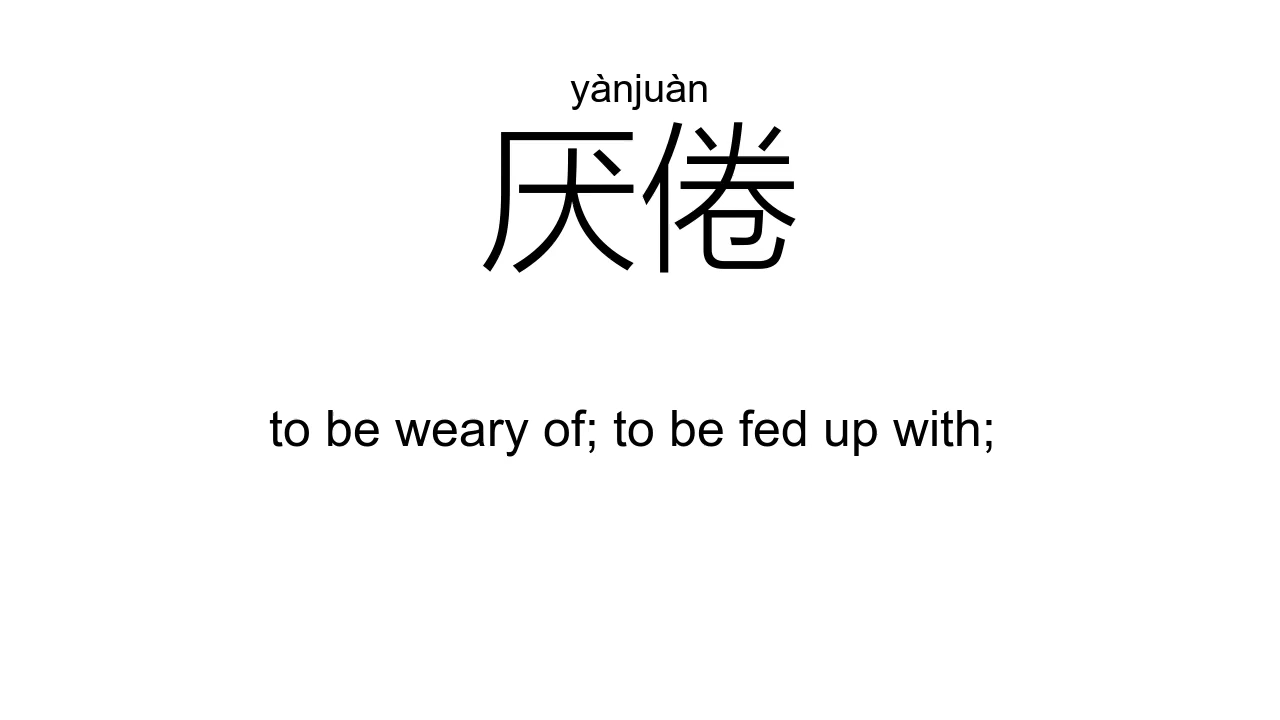 yànjuàn
厌倦
to be weary of; to be fed up with;